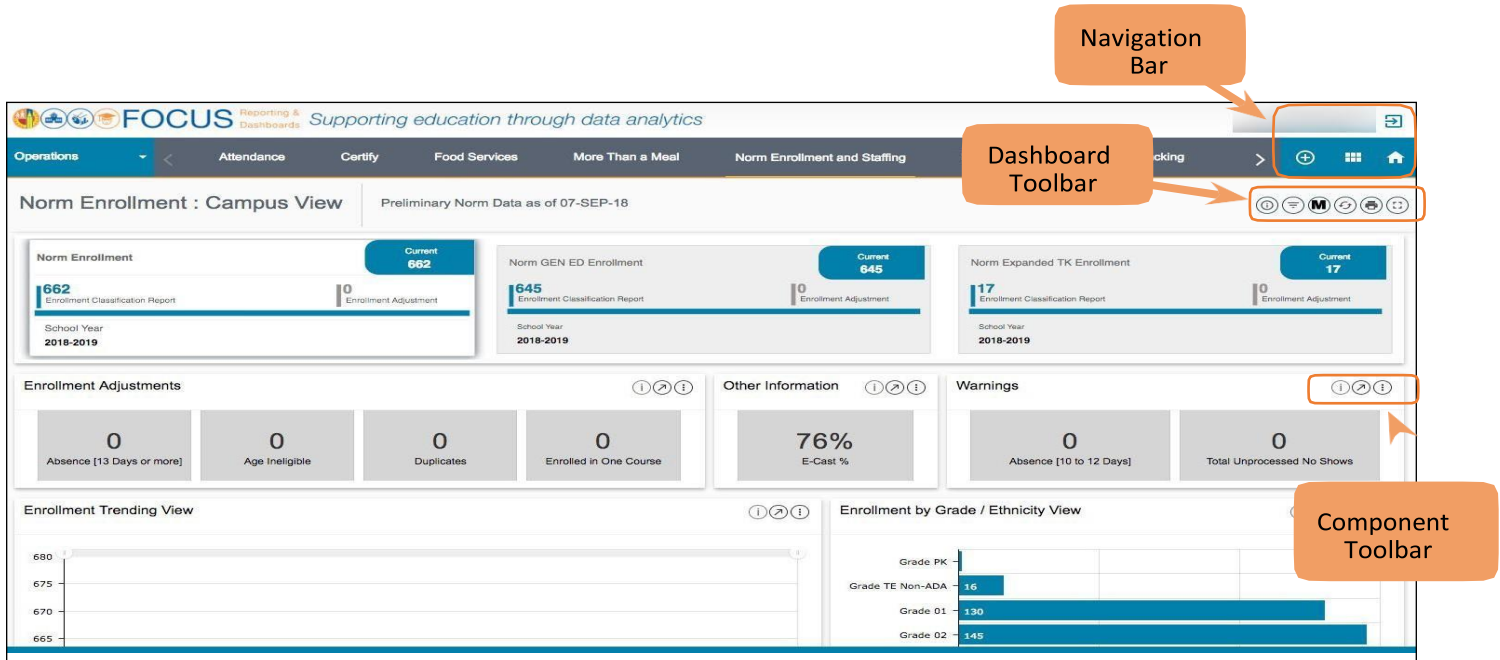 Navigation
Bar
FOCUS Reporting & Dashboards Supporting education through data analytics
Operations Attendance Certify Food Services More Than a Meal Norm Enrollment and Staffing
Dashboard
Toolbar
Norm Enrollment : Campus View Preliminary Norm Data as of 07-SEP-18
M
Norm Enrollment
Current
662
662
Enrollment Classification Report
0
Enrollment Adjustment
School Year
2018-2019
Norm GEN ED Enrollment
Current
645
645
Enrollment Classification Report
0
Enrollment Adjustment
School Year
2018-2019
Norm Expanded TK Enrollment
Current
17
17
Enrollment Classification Report
0
Enrollment Adjustment
School Year
2018-2019
Enrollment Adjustments
0
Absence [13 Days or more]
0
Age Ineligible
0
Duplicates
0
Enrolled in One Course
Other Information
76%
E-Cast %
Warnings
0
Absence [10 to 12 Days]
0
Total Unprocessed No Shows
Component
Toolbar
Enrollment Trending View
680
675
670
665
Enrollment by Grade / Ethnicity View
Grade PK
Grade TE Non-ADA 16
Grade 01 130
Grade 02 145